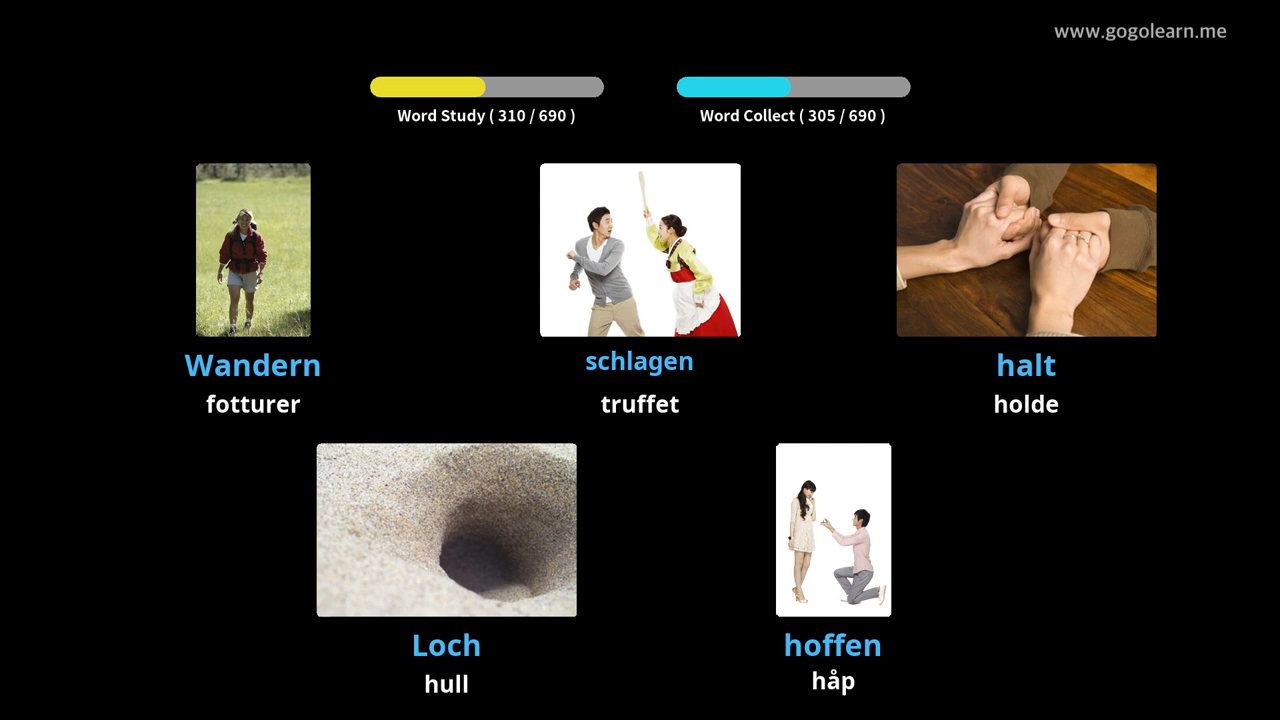 www.gogolearn.me
Word Study ( 310 / 690 )
Word Collect ( 305 / 690 )
Wandern
fotturer
schlagen
truffet
halt
holde
Loch
hull
hoffen
håp